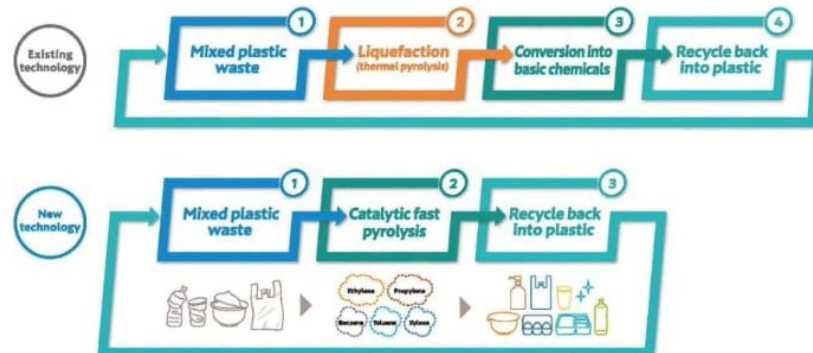 Existing
technology
1
Mixed plastic
waste
2
Liquefaction
(thermal pyrolysis)
3
Conversion into
basic chemicals
4
Recycle back
into plastic
New
technology
1
Mixed plastic
waste
2
Catalytic fast
pyrolysis
3
Recycle back
into plastic
Ethylene
Propylene
Benzene
Toluene
Xylene